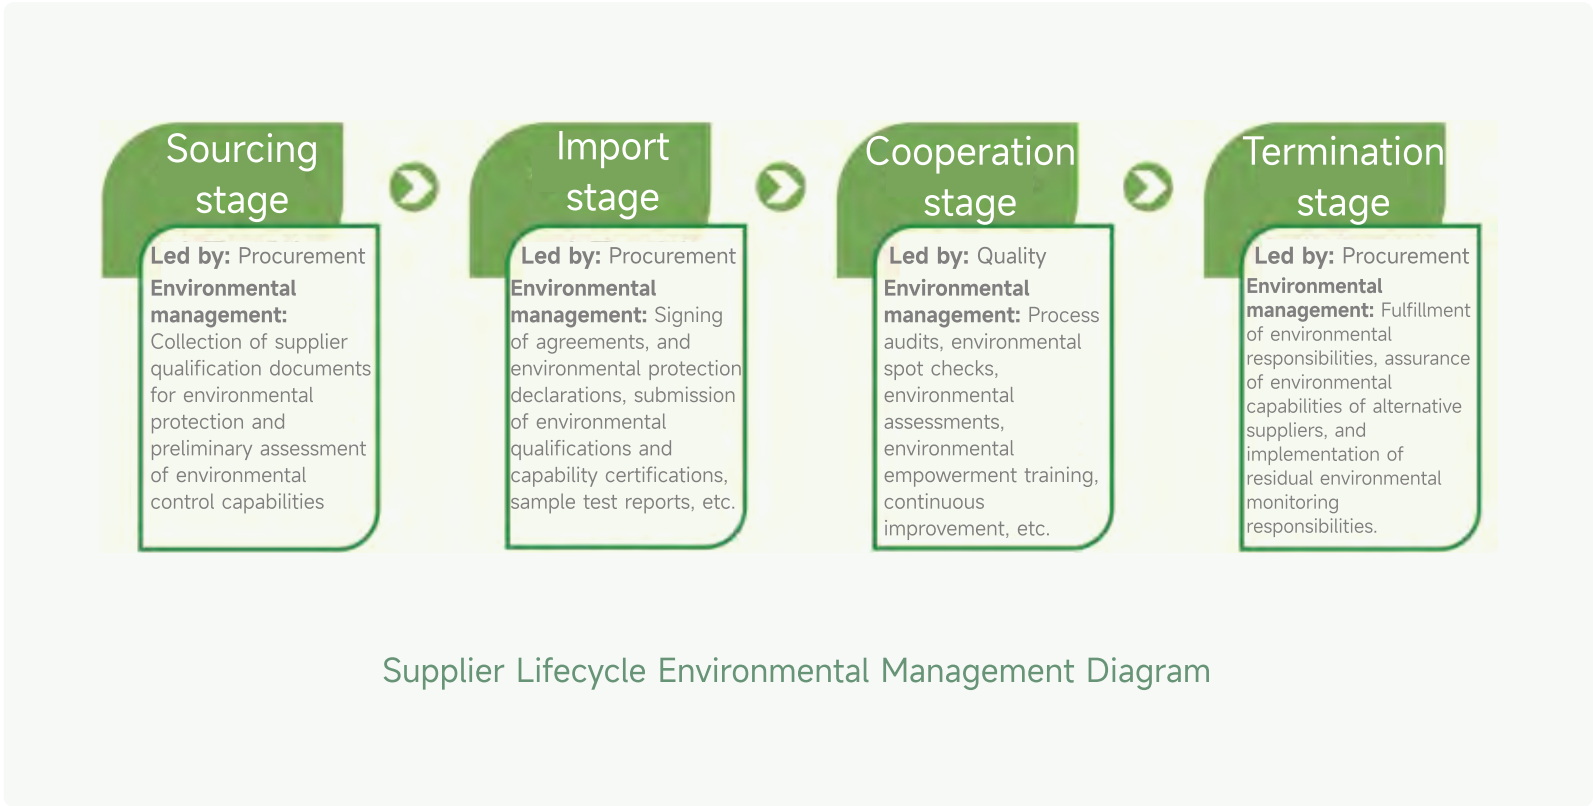 Sourcing
stage
Led by: Procurement
Environmental
management:
Collection of supplier
qualification documents
for environmental
protection and
preliminary assessment
of environmental
control capabilities
Import
stage
Led by: Procurement
Environmental
management: Signing
of agreements, and
environmental protection
declarations, submission
of environmental
qualifications and
capability certifications,
sample test reports, etc.
Cooperation
stage
Led by: Quality
Environmental
management: Process
audits, environmental
spot checks,
environmental
assessments,
environmental
empowerment training,
continuous
improvement, etc.
Termination
stage
Led by: Procurement
Environmental
management: Fulfillment
of environmental
responsibilities, assurance
of environmental
capabilities of alternative
suppliers, and
implementation of
residual environmental
monitoring
responsibilities.
Supplier Lifecycle Environmental Management Diagram